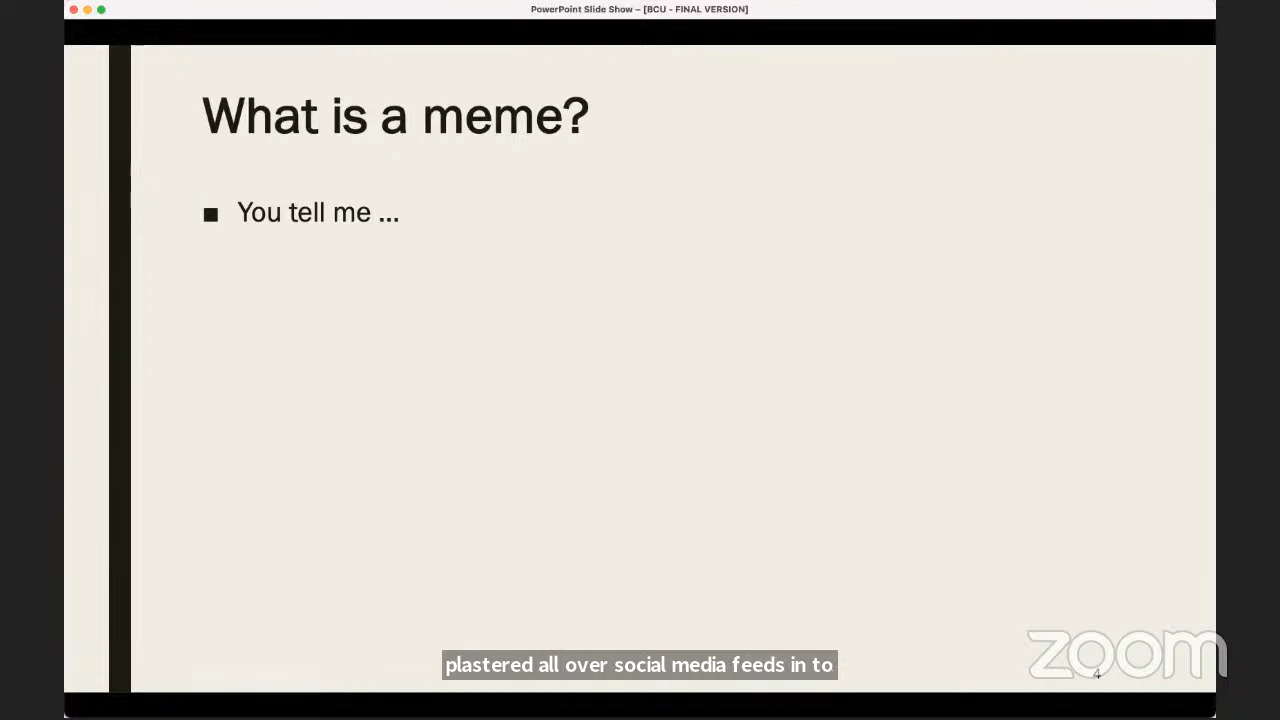 PowerPoint Slide Show – [BCU - FINAL VERSION]
What is a meme?
■ You tell me ...
plastered all over social media feeds in to
zoom
4